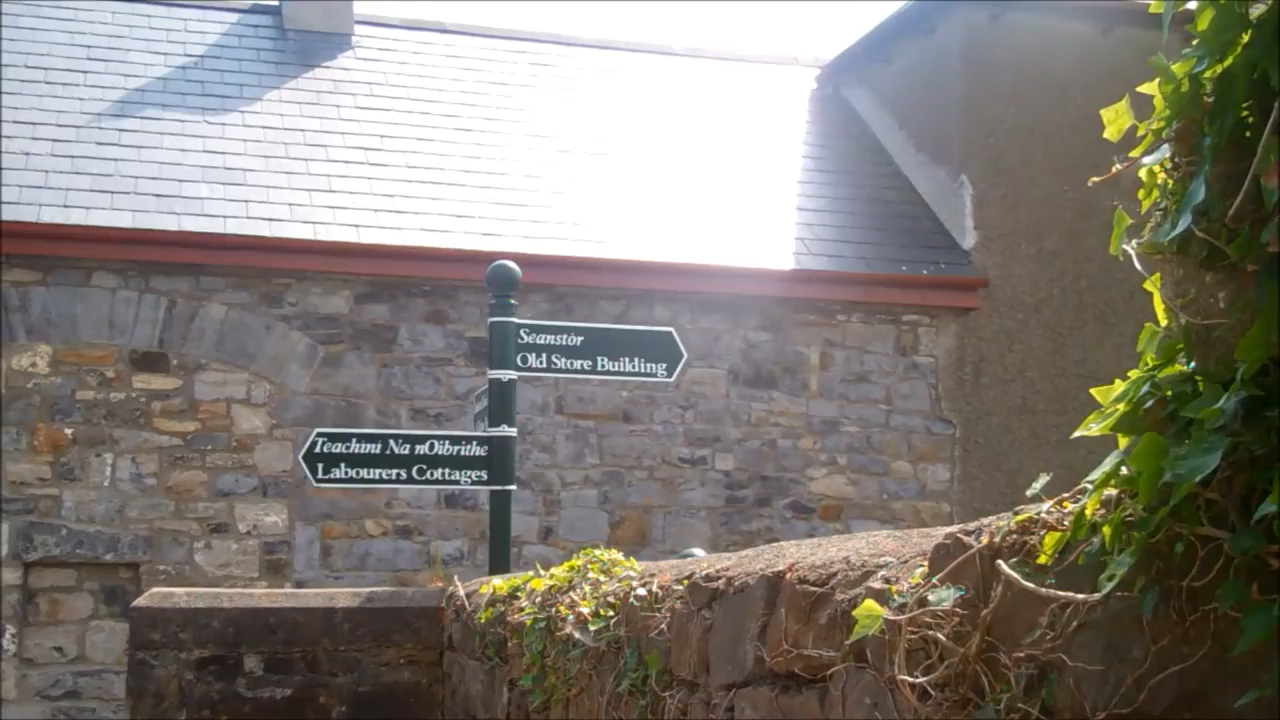 Seanstòr
Old Store Building
Teachíní Na nOibrithe
Labourers Cottages